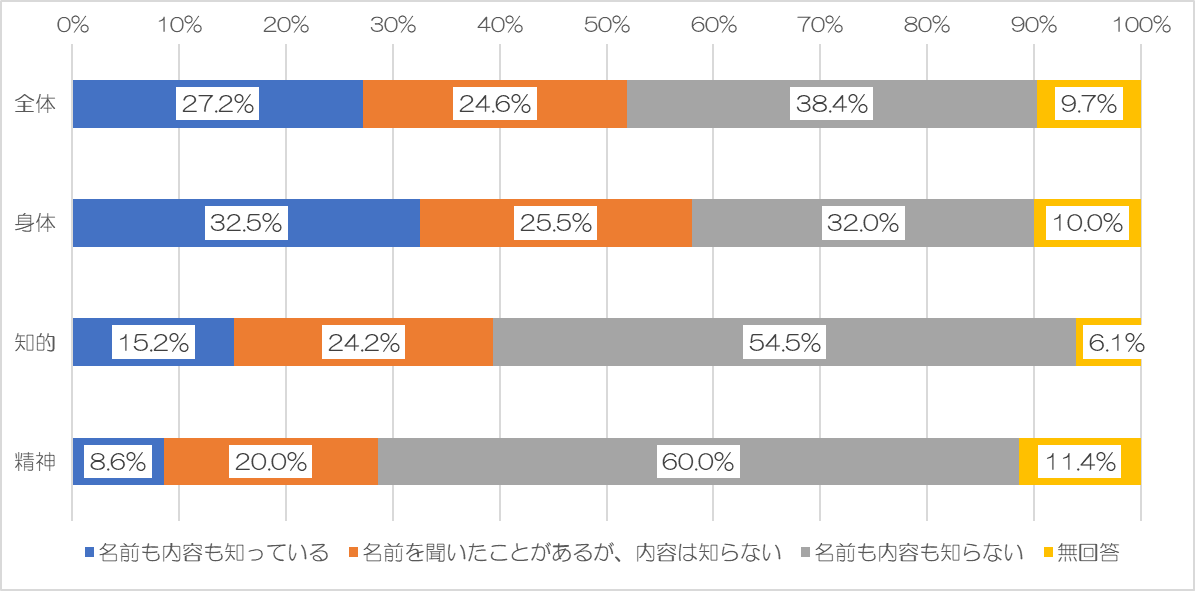 0% 10% 20% 30% 40% 50% 60% 70% 80% 90% 100%
全体 27.2% 24.6% 38.4% 9.7%
身体 32.5% 25.5% 32.0% 10.0%
知的 15.2% 24.2% 54.5% 6.1%
精神 8.6% 20.0% 60.0% 11.4%
名前も内容も知っている 名前を聞いたことがあるが、内容は知らない 名前も内容も知らない 無回答